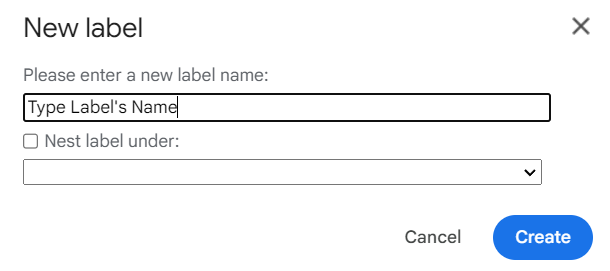 New label
Please enter a new label name:
Type Label's Name
Nest label under:
Cancel
Create